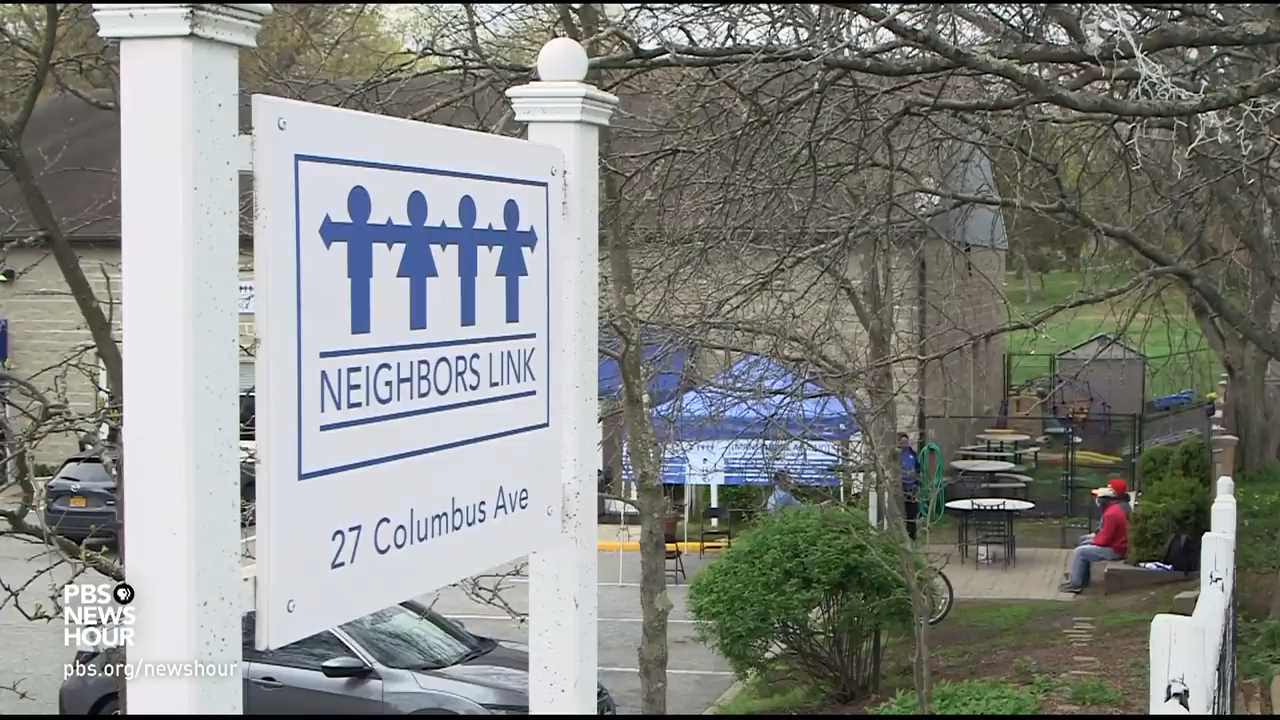 NEIGHBORS LINK
27 Columbus Ave
PBS
NEWS
HOUR
pbs.org/newshour